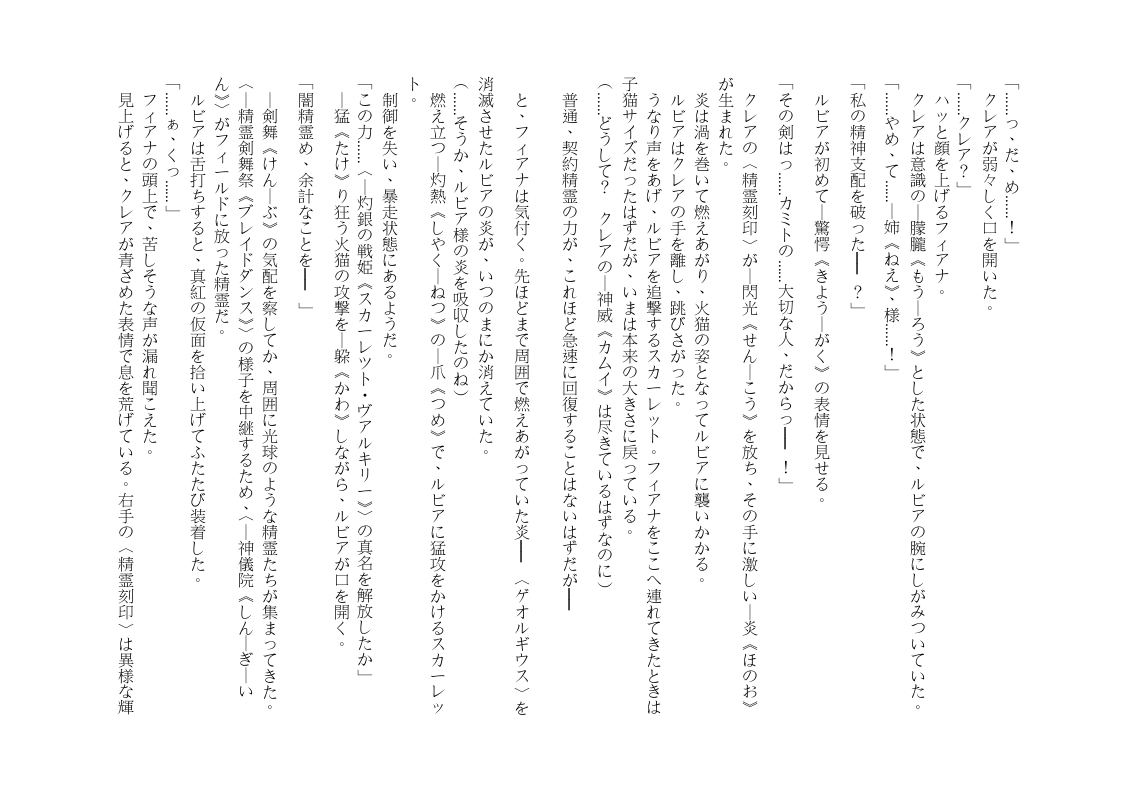 「……っ、だ、め……！」
　クレアが弱々しく口を開いた。
「……クレア？」
　ハッと顔を上げるフィアナ。
　クレアは意識の―朦朧《もう―ろう》とした状態で、ルビアの腕にしがみついていた。
「……やめ、て……―姉《ねえ》、様……！」
「私の精神支配を破った━━？」
　ルビアが初めて―驚愕《きよう―がく》の表情を見せる。
「その剣はっ……カミトの……大切な人、だからっ━━！」
　クレアの〈精霊刻印〉が―閃光《せん―こう》を放ち、その手に激しい―炎《ほのお》
が生まれた。
　炎は渦を巻いて燃えあがり、火猫の姿となってルビアに襲いかかる。
　ルビアはクレアの手を離し、跳びさがった。
　うなり声をあげ、ルビアを追撃するスカーレット。フィアナをここへ連れてきたときは
子猫サイズだったはずだが、いまは本来の大きさに戻っている。
（……どうして？　クレアの―神威《カムイ》は尽きているはずなのに）
　普通、契約精霊の力が、これほど急速に回復することはないはずだが━━
　と、フィアナは気付く。先ほどまで周囲で燃えあがっていた炎━━〈ゲオルギウス〉を
消滅させたルビアの炎が、いつのまにか消えていた。
（……そうか、ルビア様の炎を吸収したのね）
　燃え立つ―灼熱《しやく―ねつ》の―爪《つめ》で、ルビアに猛攻をかけるスカーレッ
ト。
　制御を失い、暴走状態にあるようだ。
「この力……〈―灼銀の戦姫《スカーレツト・ヴアルキリー》〉の真名を解放したか」
　―猛《たけ》り狂う火猫の攻撃を―躱《かわ》しながら、ルビアが口を開く。
「闇精霊め、余計なことを━━」
　―剣舞《けん―ぶ》の気配を察してか、周囲に光球のような精霊たちが集まってきた。
〈―精霊剣舞祭《ブレイドダンス》〉の様子を中継するため、〈―神儀院《しん―ぎ―い
ん》〉がフィールドに放った精霊だ。
　ルビアは舌打ちすると、真紅の仮面を拾い上げてふたたび装着した。
「……ぁ、くっ……」
　フィアナの頭上で、苦しそうな声が漏れ聞こえた。
　見上げると、クレアが青ざめた表情で息を荒げている。右手の〈精霊刻印〉は異様な輝